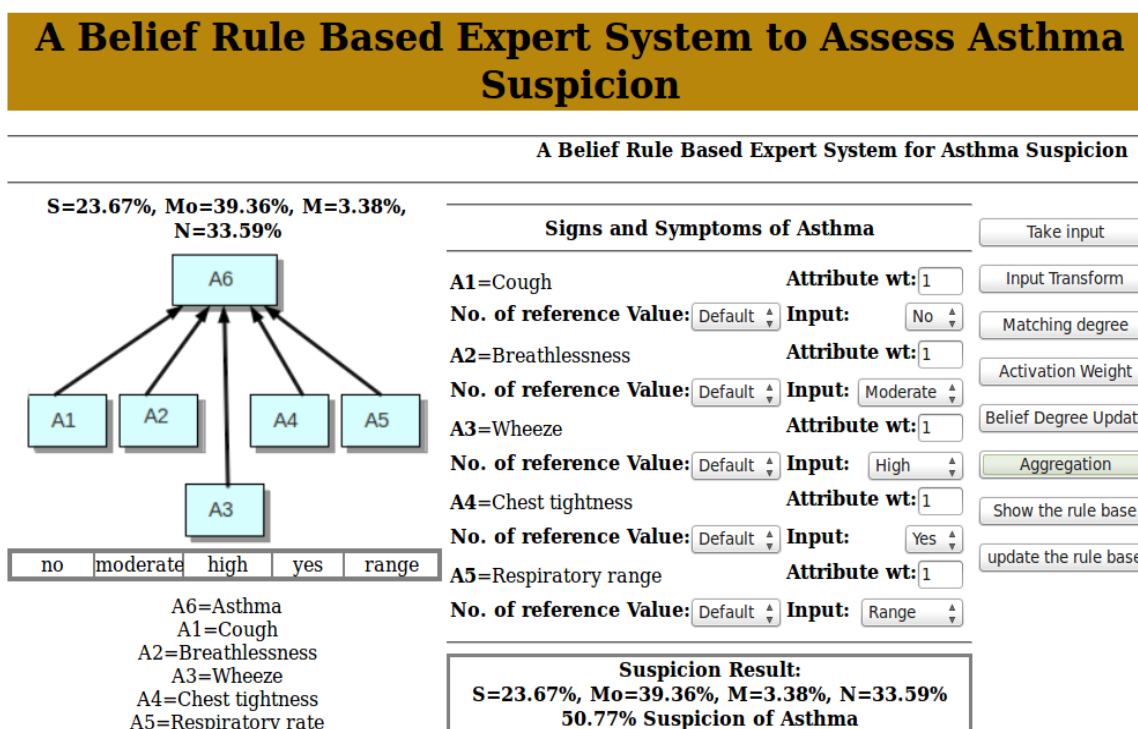 A Belief Rule Based Expert System to Assess Asthma
Suspicion
A Belief Rule Based Expert System for Asthma Suspicion
S=23.67%, Mo=39.36%, M=3.38%,
N=33.59%
A6
A1
A2
A4
A5
A3
no moderate high yes range
A6=Asthma
A1=Cough
A2=Breathlessness
A3=Wheeze
A4=Chest tightness
A5=Respiratory rate
Signs and Symptoms of Asthma
A1=Cough Attribute wt: 1
No. of reference Value: Default Input: No
A2=Breathlessness Attribute wt: 1
No. of reference Value: Default Input: Moderate
A3=Wheeze Attribute wt: 1
No. of reference Value: Default Input: High
A4=Chest tightness Attribute wt: 1
No. of reference Value: Default Input: Yes
A5=Respiratory range Attribute wt: 1
No. of reference Value: Default Input: Range
Suspicion Result:
S=23.67%, Mo=39.36%, M=3.38%, N=33.59%
50.77% Suspicion of Asthma
Take input
Input Transform
Matching degree
Activation Weight
Belief Degree Updat
Aggregation
Show the rule base
update the rule base